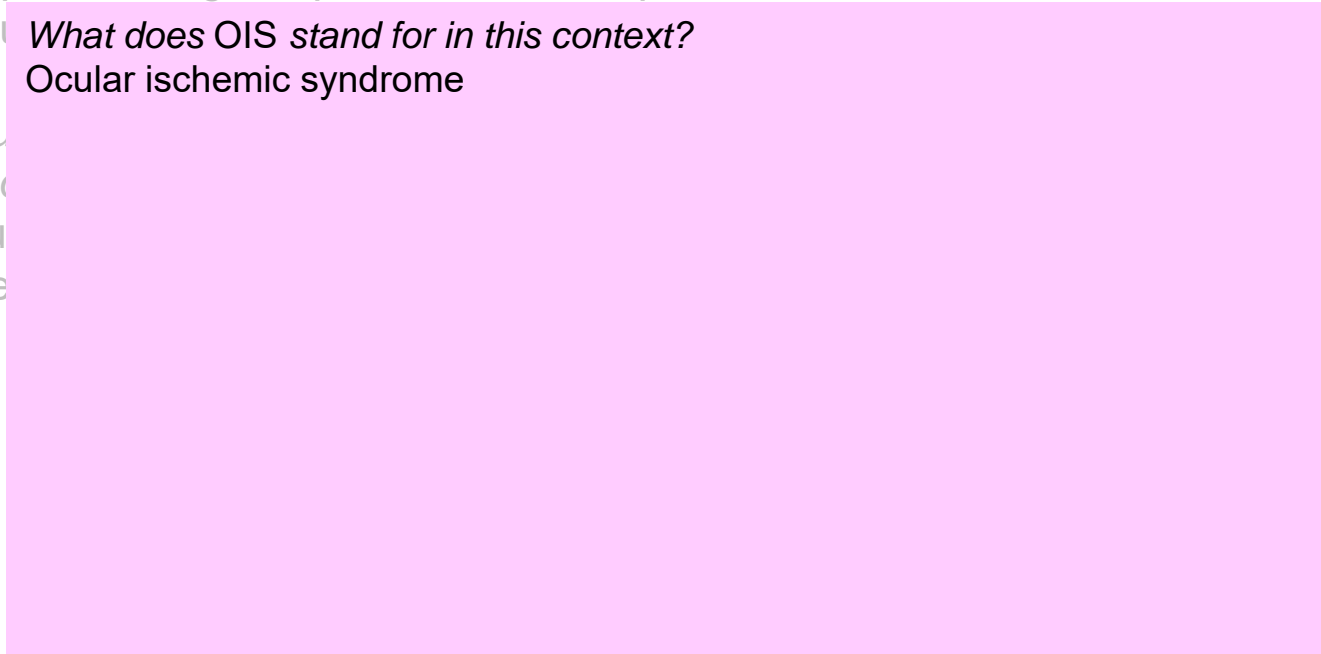 What does OIS stand for in this context?
Ocular ischemic syndrome